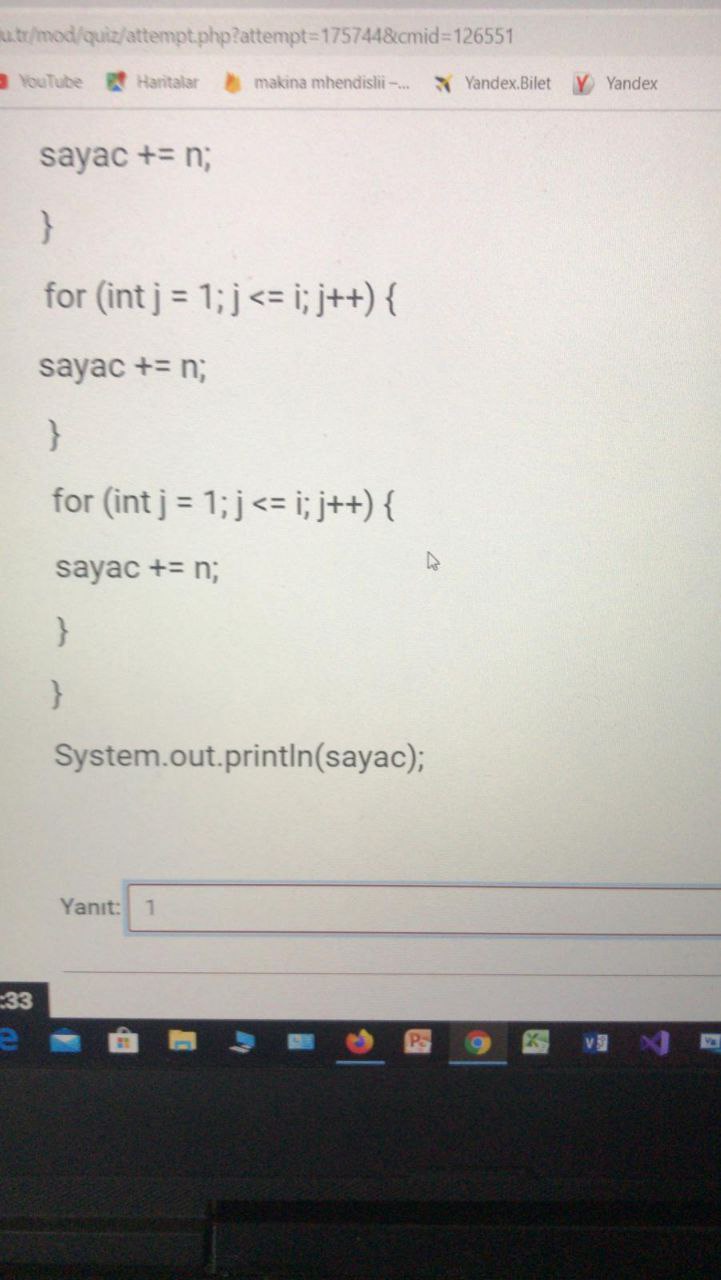 u.tr/mod/quiz/attempt.php?attempt=175744&cmid=126551
YouTube Haritalar makina mhendislii –... Yandex.Bilet Yandex
sayac += n;
}
for (int j = 1; j <= i; j++) {
sayac += n;
}
for (int j = 1; j <= i; j++) {
sayac += n;
}
}
System.out.println(sayac);
Yanıt: 1
:33